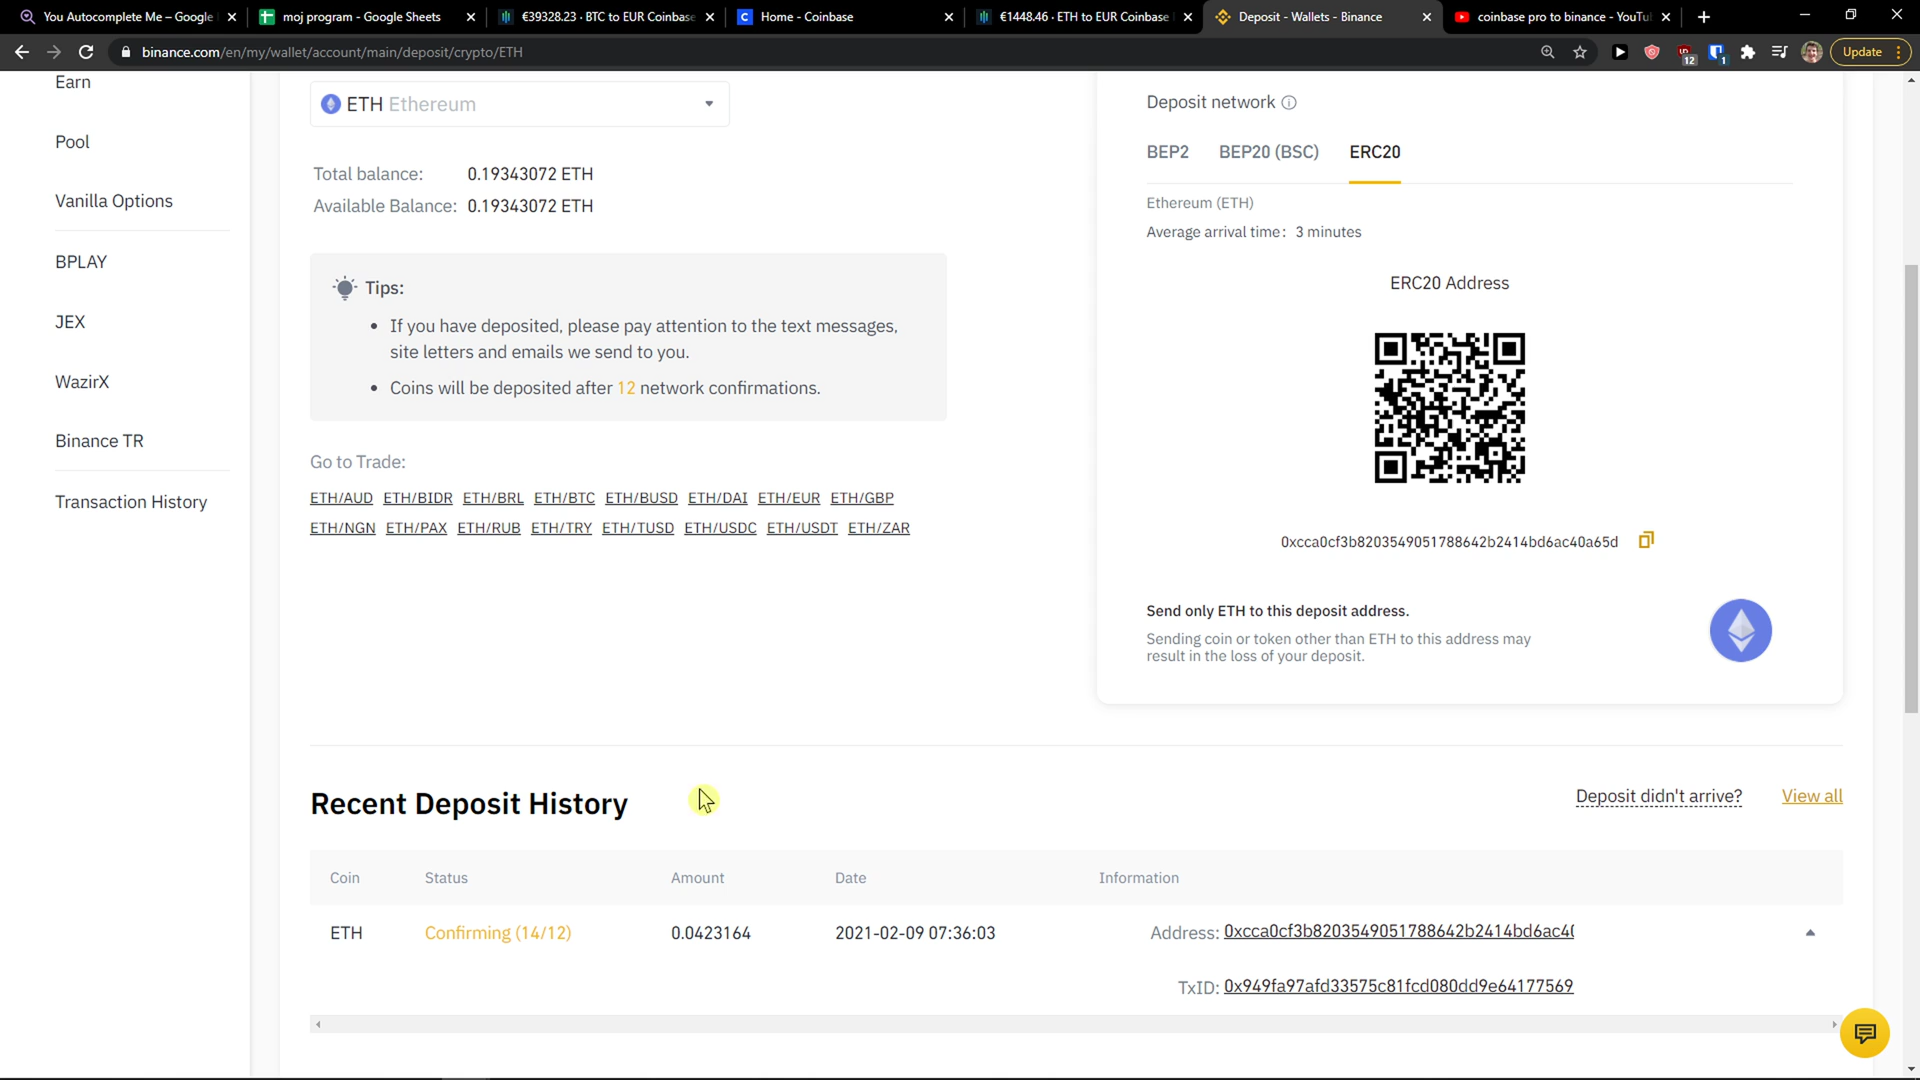 You Autocomplete Me – Google
moj program - Google Sheets
€39328.23 · BTC to EUR Coinbase
Home - Coinbase
€1448.46 · ETH to EUR Coinbase
Deposit - Wallets - Binance
coinbase pro to binance - YouTu
binance.com/en/my/wallet/account/main/deposit/crypto/ETH
12
1
Update
Earn
Pool
Vanilla Options
BPLAY
JEX
WazirX
Binance TR
Transaction History
ETH Ethereum
Total balance: 0.19343072 ETH
Available Balance: 0.19343072 ETH
Tips:
• If you have deposited, please pay attention to the text messages,
site letters and emails we send to you.
• Coins will be deposited after 12 network confirmations.
Go to Trade:
ETH/AUD ETH/BIDR ETH/BRL ETH/BTC ETH/BUSD ETH/DAI ETH/EUR ETH/GBP
ETH/NGN ETH/PAX ETH/RUB ETH/TRY ETH/TUSD ETH/USDC ETH/USDT ETH/ZAR
Deposit network
BEP2 BEP20 (BSC) ERC20
Ethereum (ETH)
Average arrival time: 3 minutes
ERC20 Address
0xcca0cf3b8203549051788642b2414bd6ac40a65d
Send only ETH to this deposit address.
Sending coin or token other than ETH to this address may
result in the loss of your deposit.
Recent Deposit History
Deposit didn't arrive? View all
Coin Status Amount Date Information
ETH Confirming (14/12) 0.0423164 2021-02-09 07:36:03 Address: 0xcca0cf3b8203549051788642b2414bd6ac4(
TxID: 0x949fa97afd33575c81fcd080dd9e64177569